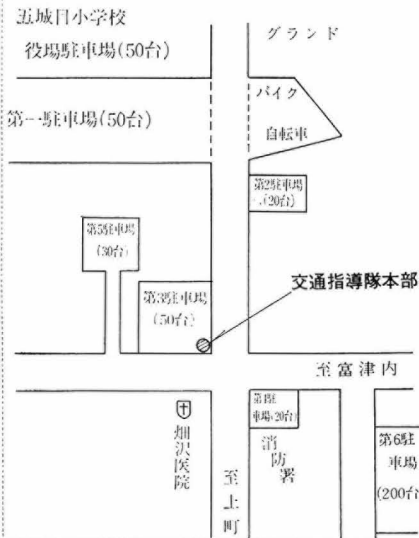 五城目小学校
役場駐車場(50台)
グランド
バイク
自転車
第一駐車場(50台)
第2駐車場
(20台)
第5駐車場
(30台)
第3駐車場
(50台)
交通指導隊本部
至富津内
第4駐
車場(20台)
消防署
畑沢医院
至上町
第6駐
車場
(200台